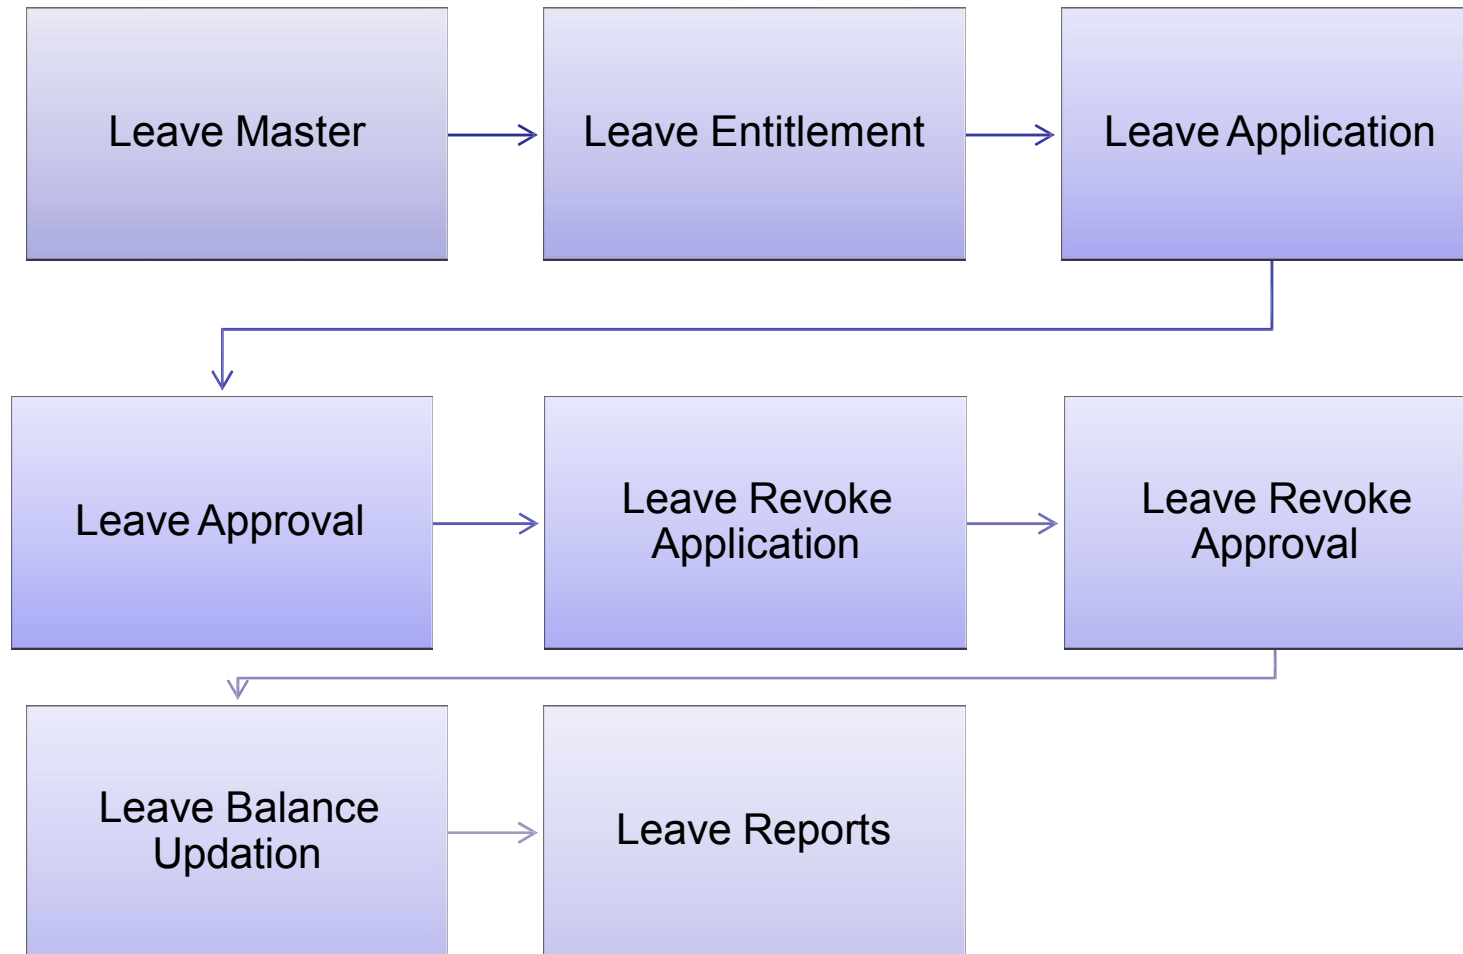 Leave Master
Leave Entitlement
Leave Application
Leave Approval
Leave Revoke
Application
Leave Revoke
Approval
Leave Balance
Updation
Leave Reports